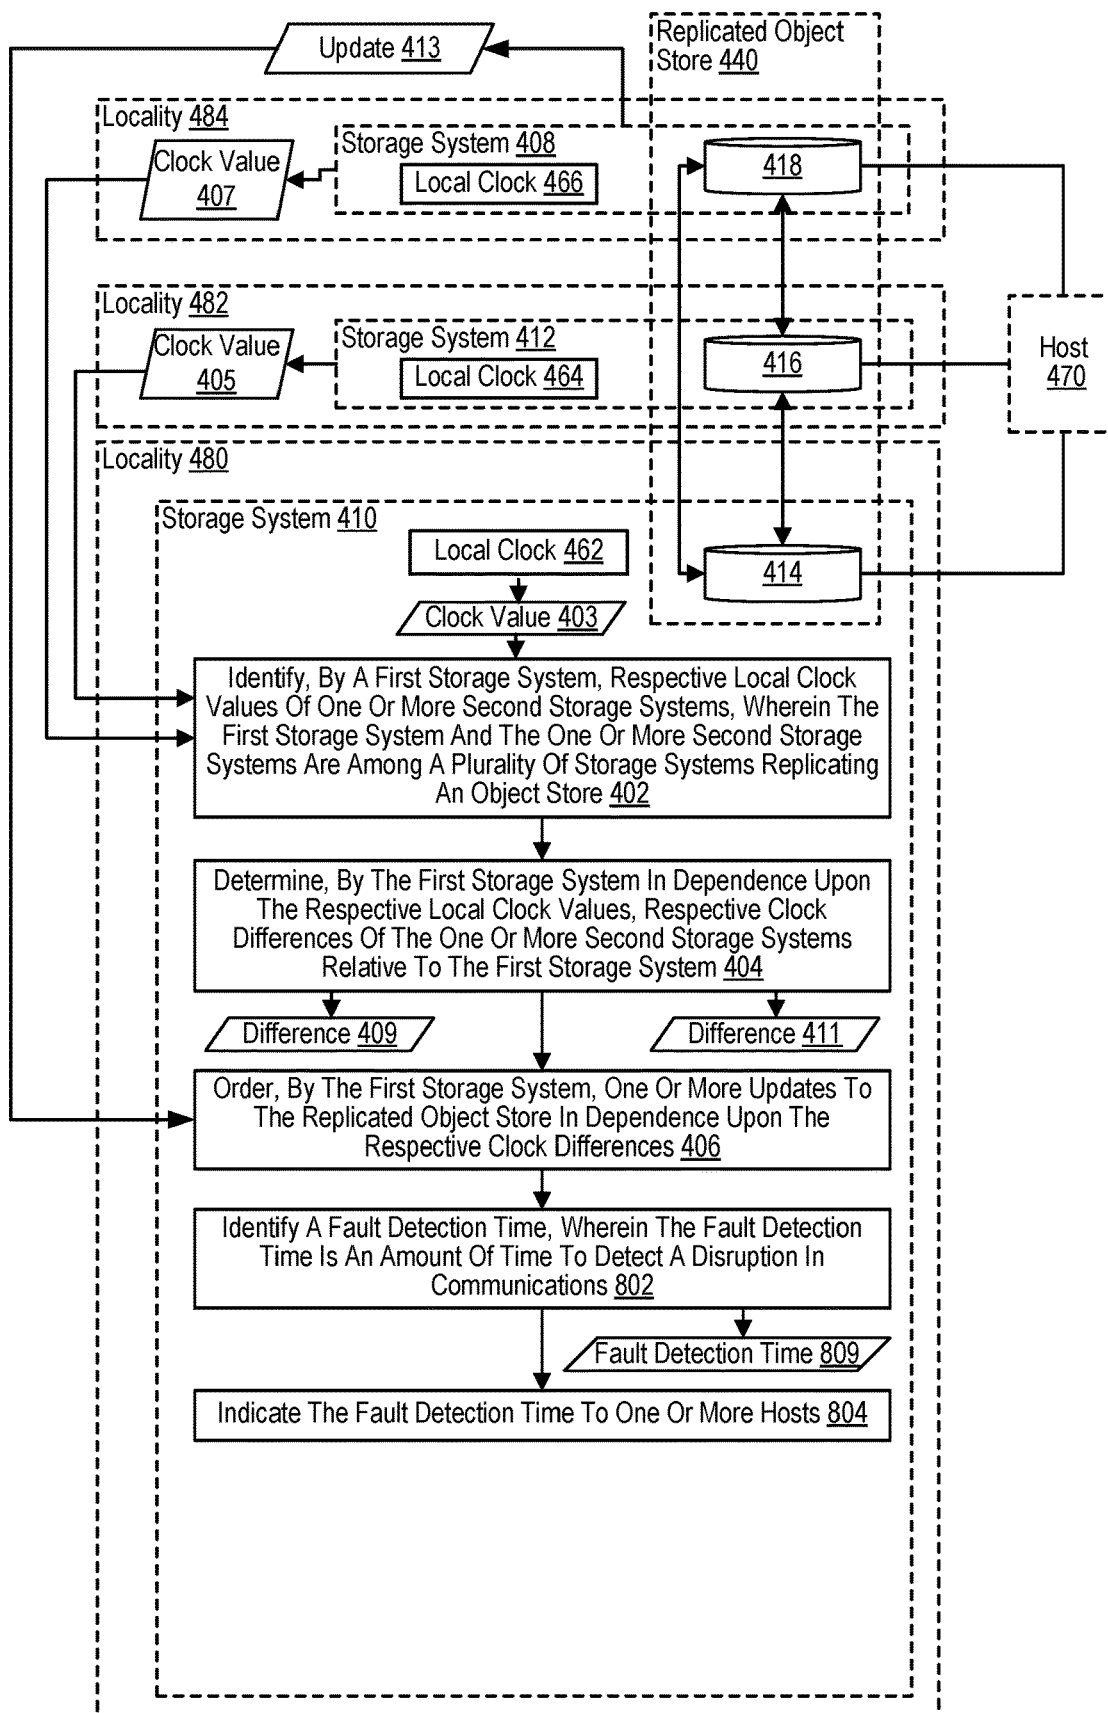 Update 413
Replicated Object
Store 440
Locality 484
Clock Value
407
Storage System 408
Local Clock 466
418
Locality 482
Clock Value
405
Storage System 412
Local Clock 464
416
Host
470
Locality 480
Storage System 410
Local Clock 462
414
Clock Value 403
Identify, By A First Storage System, Respective Local Clock
Values Of One Or More Second Storage Systems, Wherein The
First Storage System And The One Or More Second Storage
Systems Are Among A Plurality Of Storage Systems Replicating
An Object Store 402
Determine, By The First Storage System In Dependence Upon
The Respective Local Clock Values, Respective Clock
Differences Of The One Or More Second Storage Systems
Relative To The First Storage System 404
Difference 409
Difference 411
Order, By The First Storage System, One Or More Updates To
The Replicated Object Store In Dependence Upon The
Respective Clock Differences 406
Identify A Fault Detection Time, Wherein The Fault Detection
Time Is An Amount Of Time To Detect A Disruption In
Communications 802
Fault Detection Time 809
Indicate The Fault Detection Time To One Or More Hosts 804